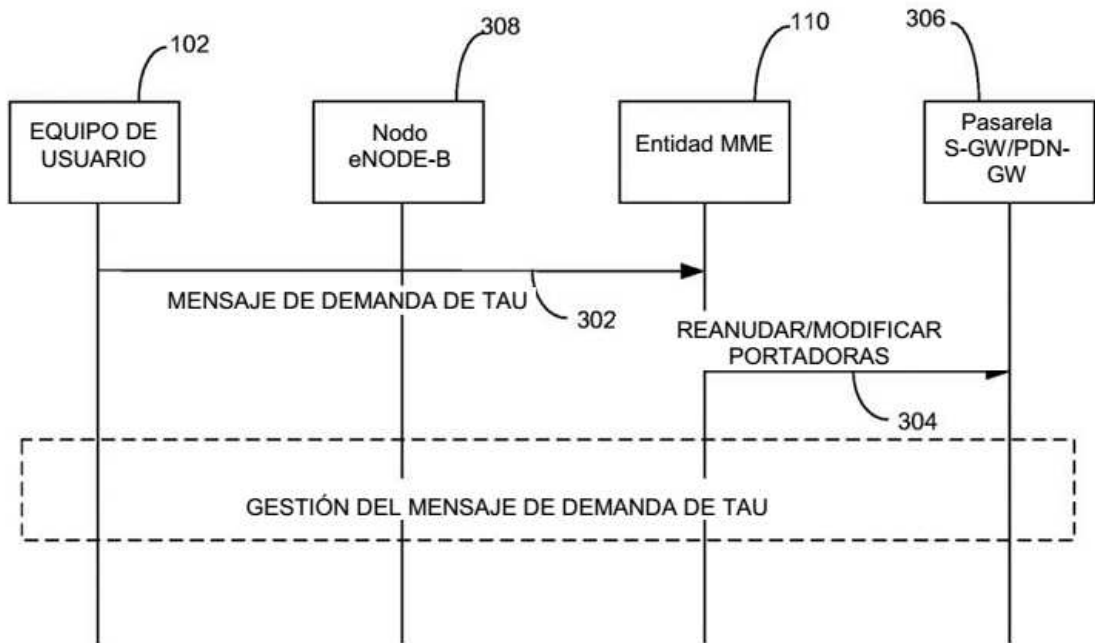 102
308
110
306
EQUIPO DE
USUARIO
Nodo
eNODE-B
Entidad MME
Pasarela
S-GW/PDN-
GW
MENSAJE DE DEMANDA DE TAU
302
REANUDAR/MODIFICAR
PORTADORAS
304
GESTIÓN DEL MENSAJE DE DEMANDA DE TAU